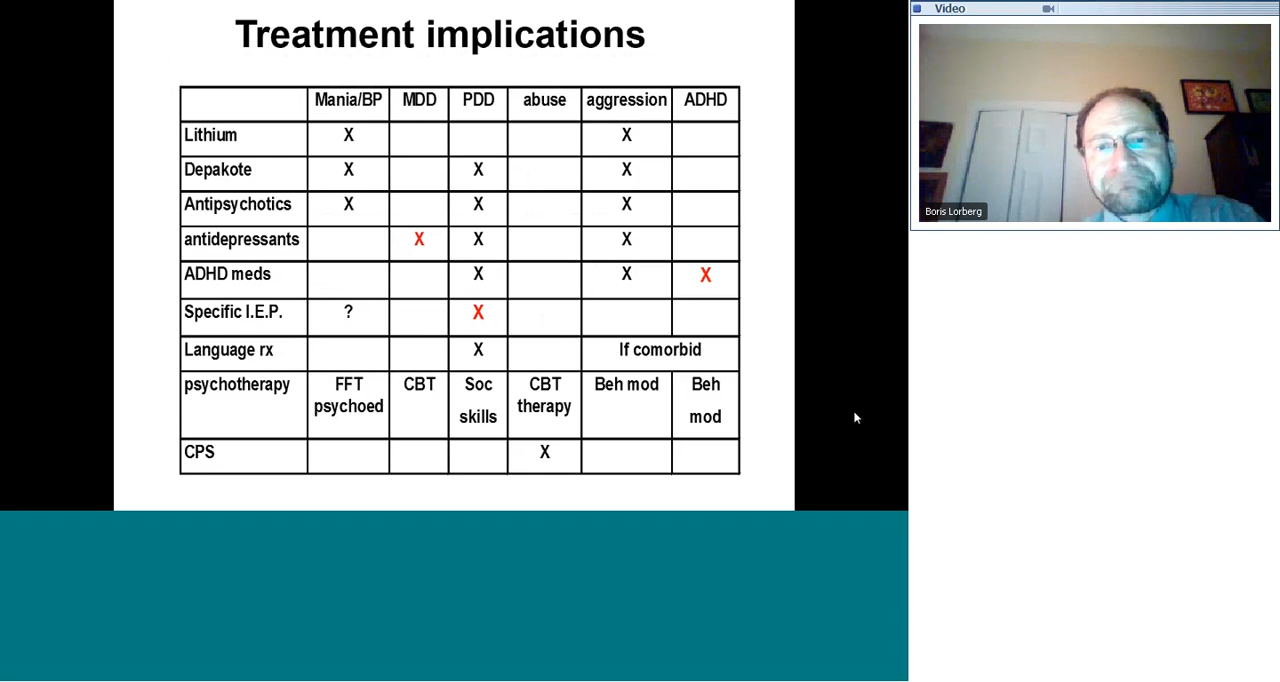 Treatment implications
Mania/BP MDD PDD abuse aggression ADHD
Lithium X X
Depakote X X X
Antipsychotics X X X
antidepressants X X X
ADHD meds X X X
Specific I.E.P. ? X
Language rx X If comorbid
psychotherapy FFT CBT Soc CBT Beh mod Beh
psychoed skills therapy mod
CPS X
Video
Boris Lorberg